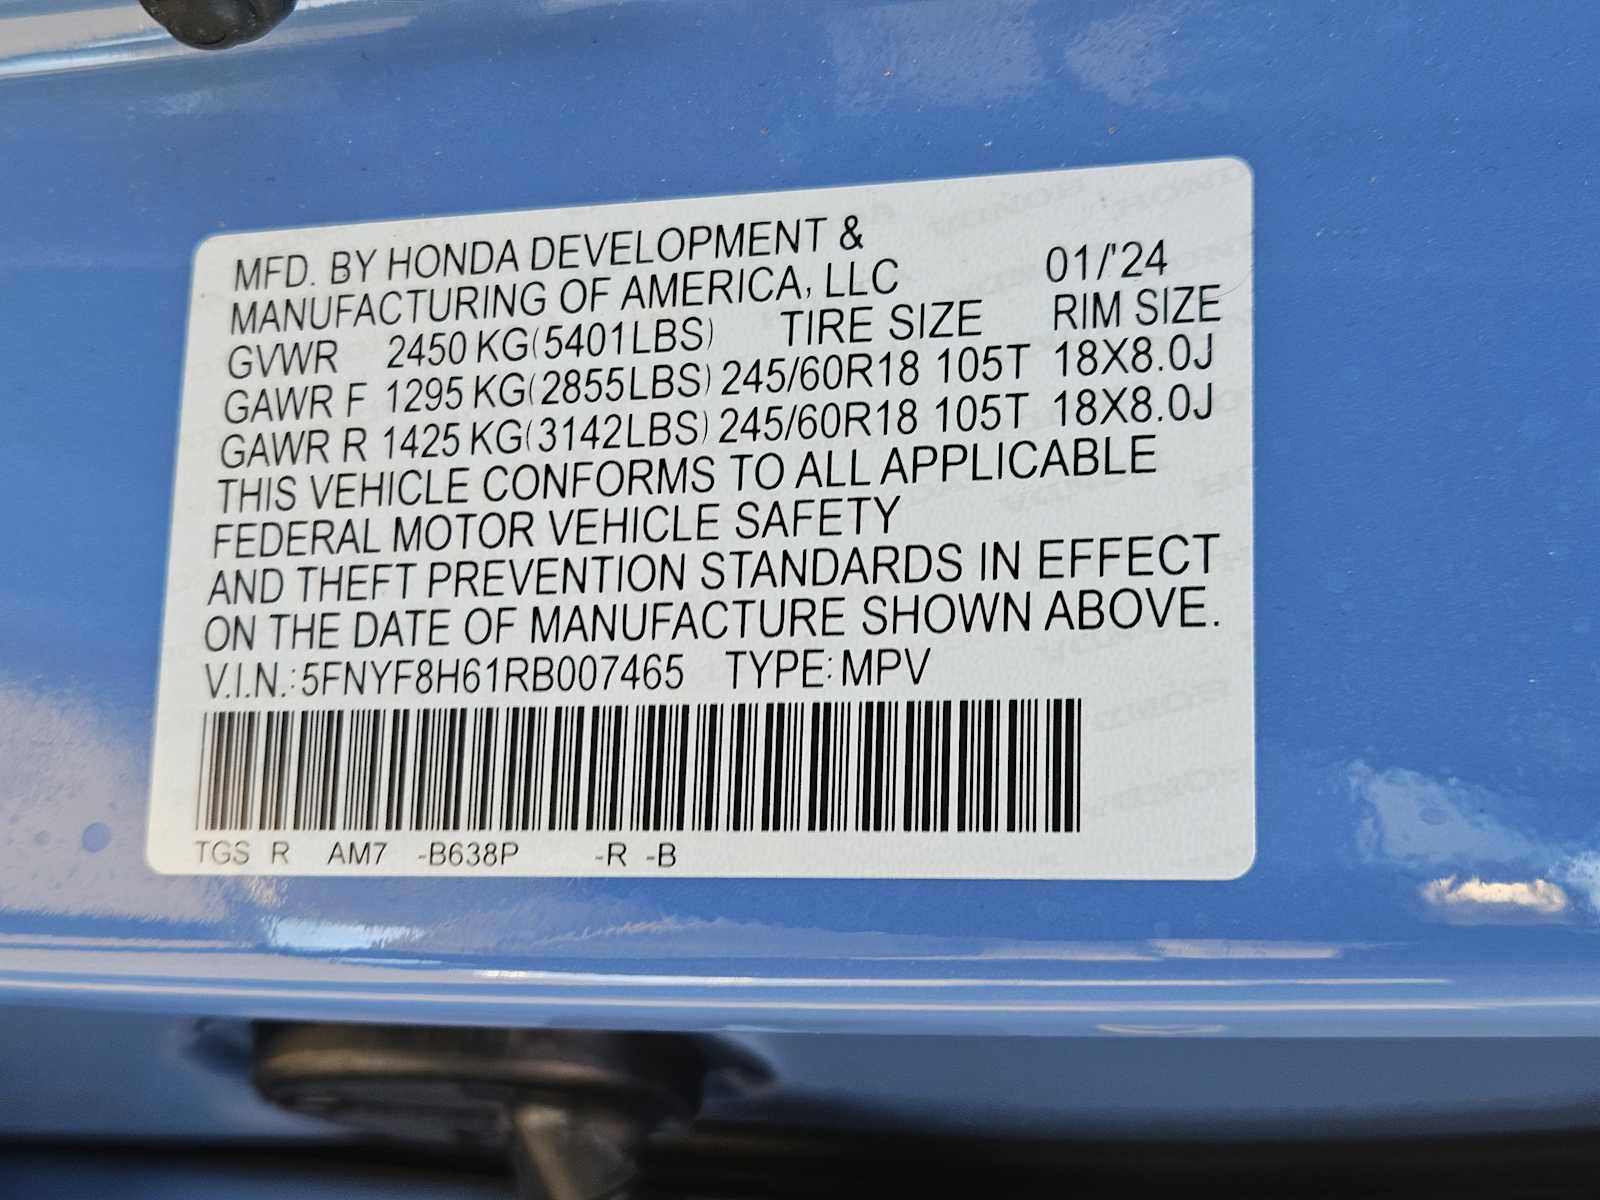 MFD. BY HONDA DEVELOPMENT &
MANUFACTURING OF AMERICA, LLC 01/'24
GVWR 2450 KG(5401LBS) TIRE SIZE RIM SIZE
GAWR F 1295 KG(2855LBS) 245/60R18 105T 18X8.0J
GAWR R 1425 KG(3142LBS) 245/60R18 105T 18X8.0J
THIS VEHICLE CONFORMS TO ALL APPLICABLE
FEDERAL MOTOR VEHICLE SAFETY
AND THEFT PREVENTION STANDARDS IN EFFECT
ON THE DATE OF MANUFACTURE SHOWN ABOVE.
V.I.N.: 5FNYF8H61RB007465 TYPE: MPV
TGS R AM7 -B638P -R -B